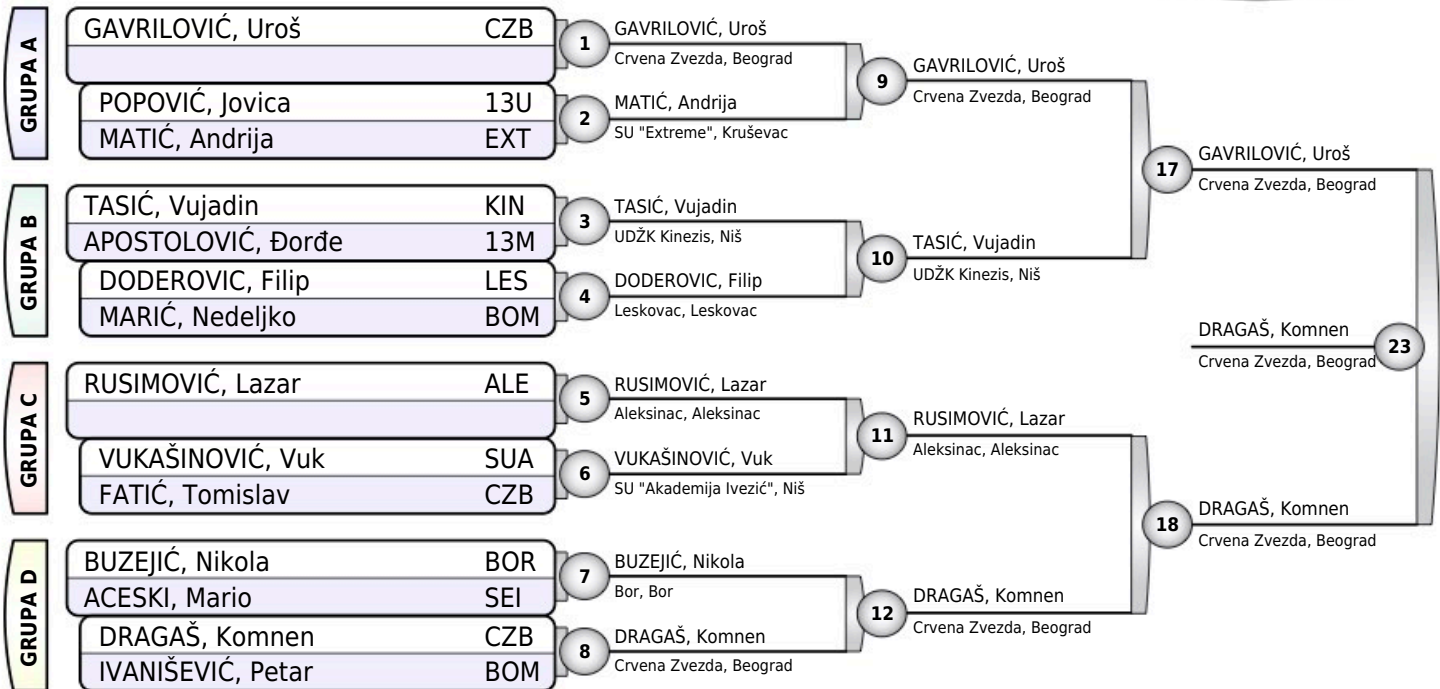 GRUPA A
GAVRILOVIĆ, Uroš CZB
POPOVIĆ, Jovica 13U
MATIĆ, Andrija EXT
GRUPA B
TASIĆ, Vujadin KIN
APOSTOLOVIĆ, Đorđe 13M
DODEROVIC, Filip LES
MARIĆ, Nedeljko BOM
GRUPA C
RUSIMOVIĆ, Lazar ALE
VUKAŠINOVIĆ, Vuk SUA
FATIĆ, Tomislav CZB
GRUPA D
BUZEJIĆ, Nikola BOR
ACESKI, Mario SEI
DRAGAŠ, Komnen CZB
IVANIŠEVIĆ, Petar BOM
1
GAVRILOVIĆ, Uroš
Crvena Zvezda, Beograd
2
MATIĆ, Andrija
SU "Extreme", Kruševac
3
TASIĆ, Vujadin
UDŽK Kinezis, Niš
4
DODEROVIC, Filip
Leskovac, Leskovac
5
RUSIMOVIĆ, Lazar
Aleksinac, Aleksinac
6
VUKAŠINOVIĆ, Vuk
SU "Akademija Ivezić", Niš
7
BUZEJIĆ, Nikola
Bor, Bor
8
DRAGAŠ, Komnen
Crvena Zvezda, Beograd
9
GAVRILOVIĆ, Uroš
Crvena Zvezda, Beograd
10
TASIĆ, Vujadin
UDŽK Kinezis, Niš
11
RUSIMOVIĆ, Lazar
Aleksinac, Aleksinac
12
DRAGAŠ, Komnen
Crvena Zvezda, Beograd
17
GAVRILOVIĆ, Uroš
Crvena Zvezda, Beograd
18
DRAGAŠ, Komnen
Crvena Zvezda, Beograd
DRAGAŠ, Komnen
Crvena Zvezda, Beograd
23